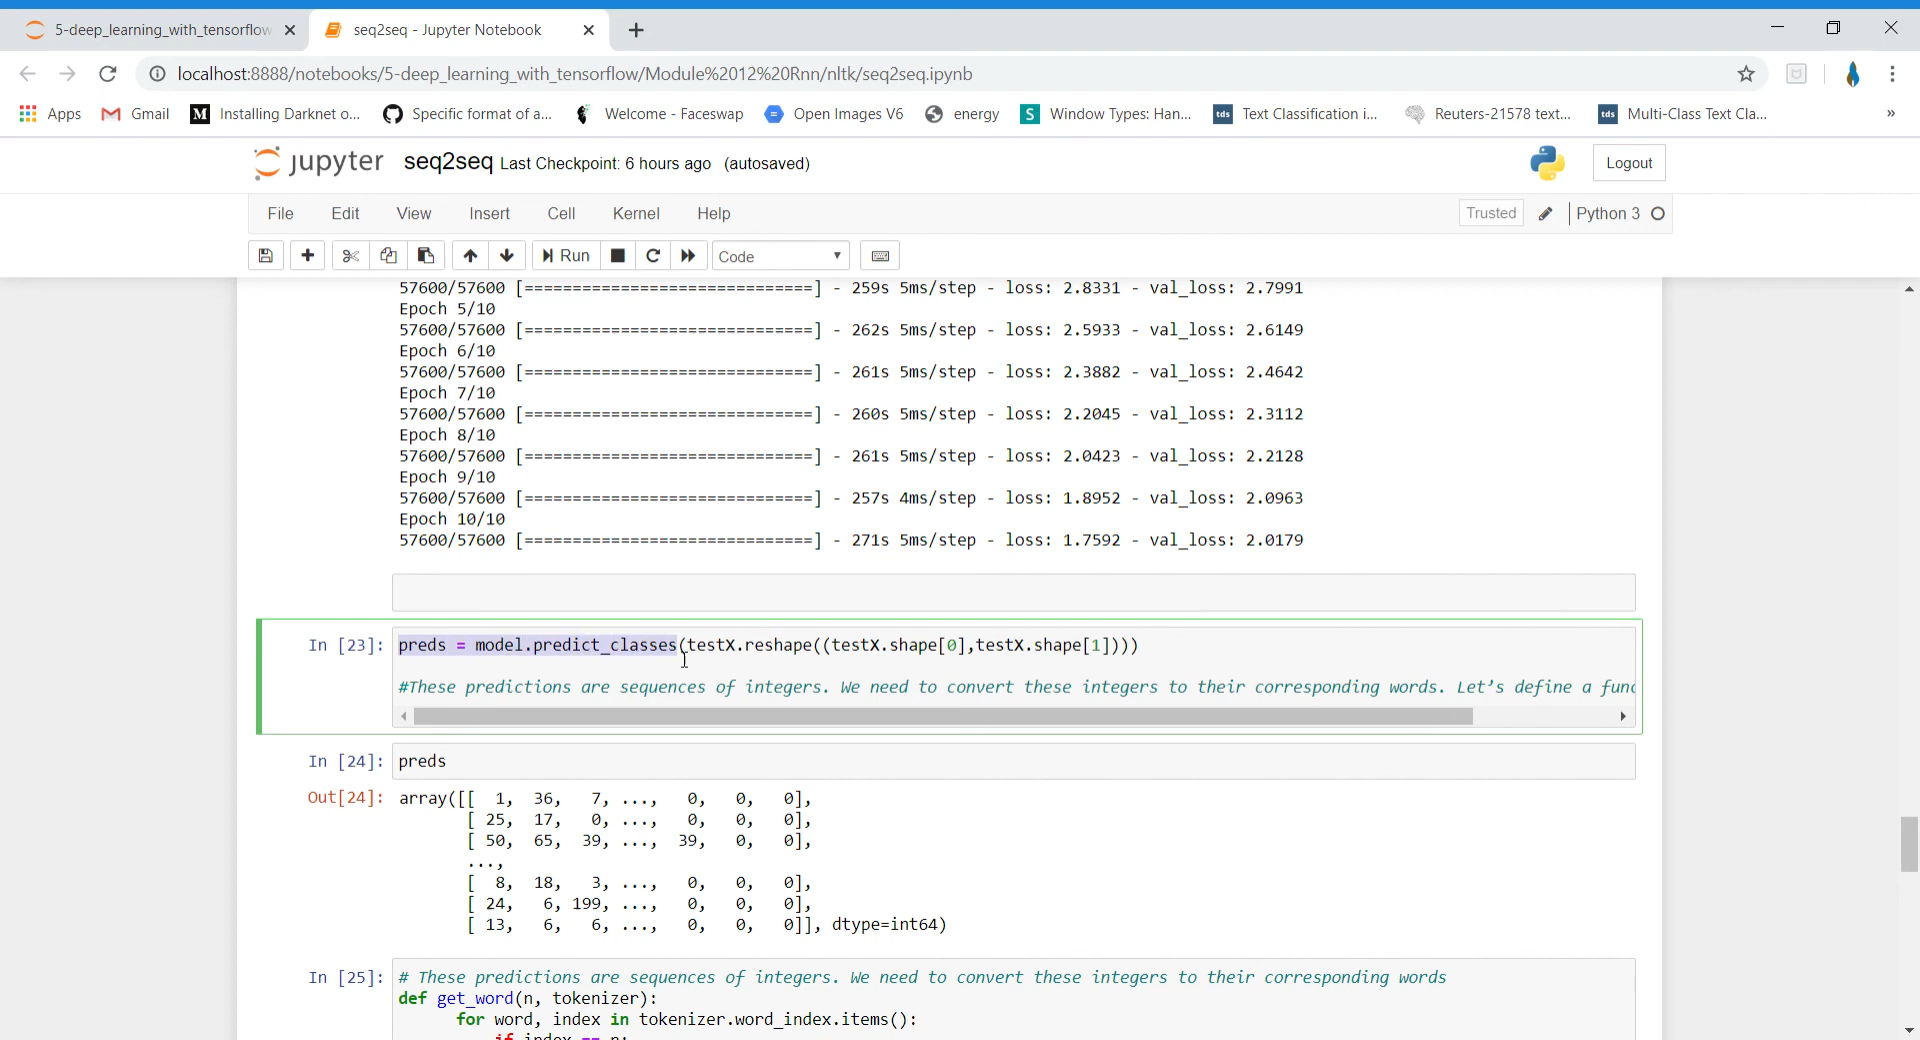 5-deep_learning_with_tensorflow
seq2seq - Jupyter Notebook
localhost:8888/notebooks/5-deep_learning_with_tensorflow/Module%2012%20Rnn/nltk/seq2seq.ipynb
Apps Gmail Installing Darknet o... Specific format of a... Welcome - Faceswap Open Images V6 energy Window Types: Han... Text Classification i... Reuters-21578 text... Multi-Class Text Cla... »
jupyter seq2seq Last Checkpoint: 6 hours ago (autosaved) Logout
File Edit View Insert Cell Kernel Help Trusted Python 3
Run Code
57600/57600 [==============================] - 259s 5ms/step - loss: 2.8331 - val_loss: 2.7991
Epoch 5/10
57600/57600 [==============================] - 262s 5ms/step - loss: 2.5933 - val_loss: 2.6149
Epoch 6/10
57600/57600 [==============================] - 261s 5ms/step - loss: 2.3882 - val_loss: 2.4642
Epoch 7/10
57600/57600 [==============================] - 260s 5ms/step - loss: 2.2045 - val_loss: 2.3112
Epoch 8/10
57600/57600 [==============================] - 261s 5ms/step - loss: 2.0423 - val_loss: 2.2128
Epoch 9/10
57600/57600 [==============================] - 257s 4ms/step - loss: 1.8952 - val_loss: 2.0963
Epoch 10/10
57600/57600 [==============================] - 271s 5ms/step - loss: 1.7592 - val_loss: 2.0179
In [23]: preds = model.predict_classes(testX.reshape((testX.shape[0],testX.shape[1])))
#These predictions are sequences of integers. We need to convert these integers to their corresponding words. Let's define a func
In [24]: preds
Out[24]: array([[ 1, 36, 7, ..., 0, 0, 0],
[ 25, 17, 0, ..., 0, 0, 0],
[ 50, 65, 39, ..., 39, 0, 0],
...,
[ 8, 18, 3, ..., 0, 0, 0],
[ 24, 6, 199, ..., 0, 0, 0],
[ 13, 6, 6, ..., 0, 0, 0]], dtype=int64)
In [25]: # These predictions are sequences of integers. We need to convert these integers to their corresponding words
def get_word(n, tokenizer):
for word, index in tokenizer.word_index.items():
if index == n: